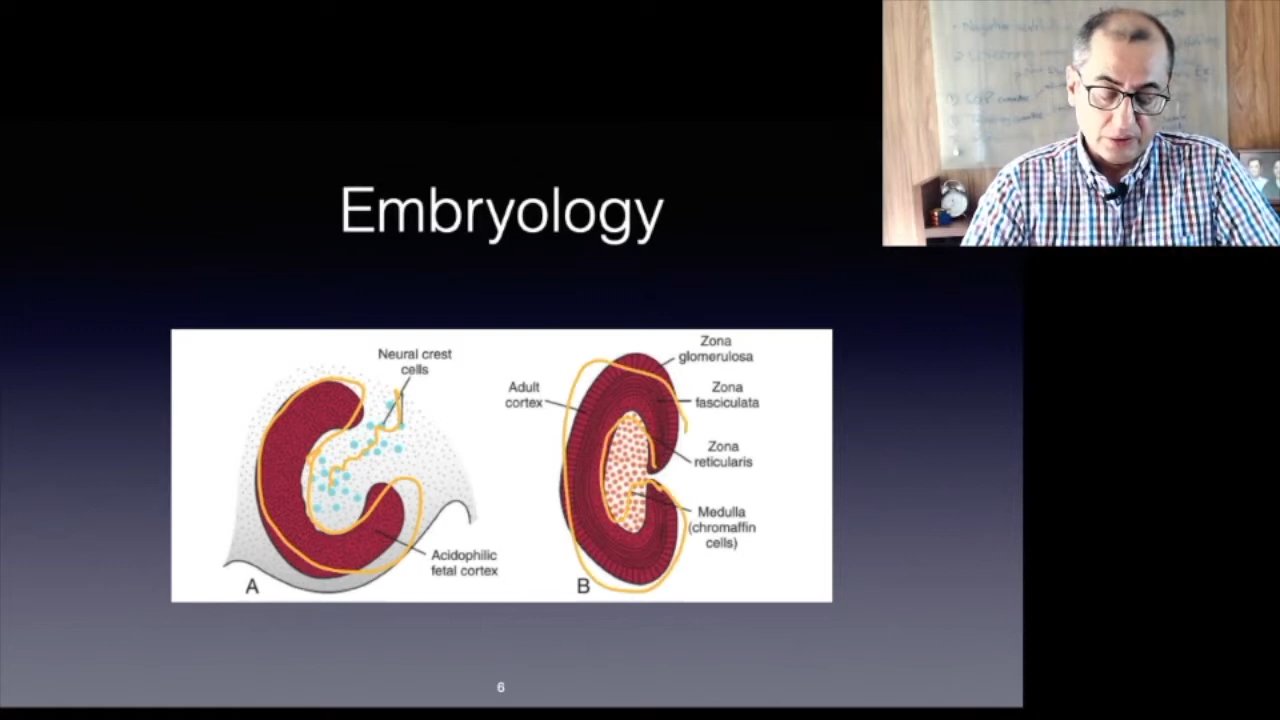 Embryology
Neural crest
cells
Acidophilic
fetal cortex
A
Adult
cortex
Zona
glomerulosa
Zona
fasciculata
Zona
reticularis
Medulla
(chromaffin
cells)
B
6